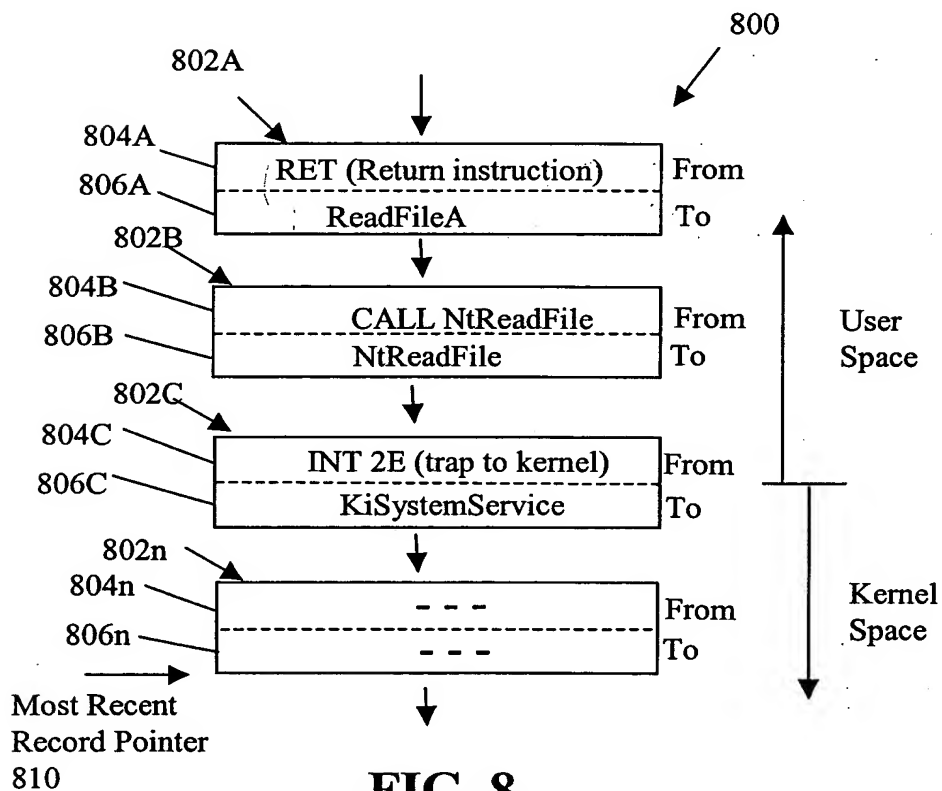 800
802A
804A
RET (Return instruction)
From
806A
ReadFileA
To
802B
804B
CALL NtReadFile
From
806B
NtReadFile
To
User
Space
802C
804C
INT 2E (trap to kernel)
From
806C
KiSystemService
To
802n
804n
- - -
From
806n
- - -
To
Kernel
Space
Most Recent
Record Pointer
810
FIG. 8